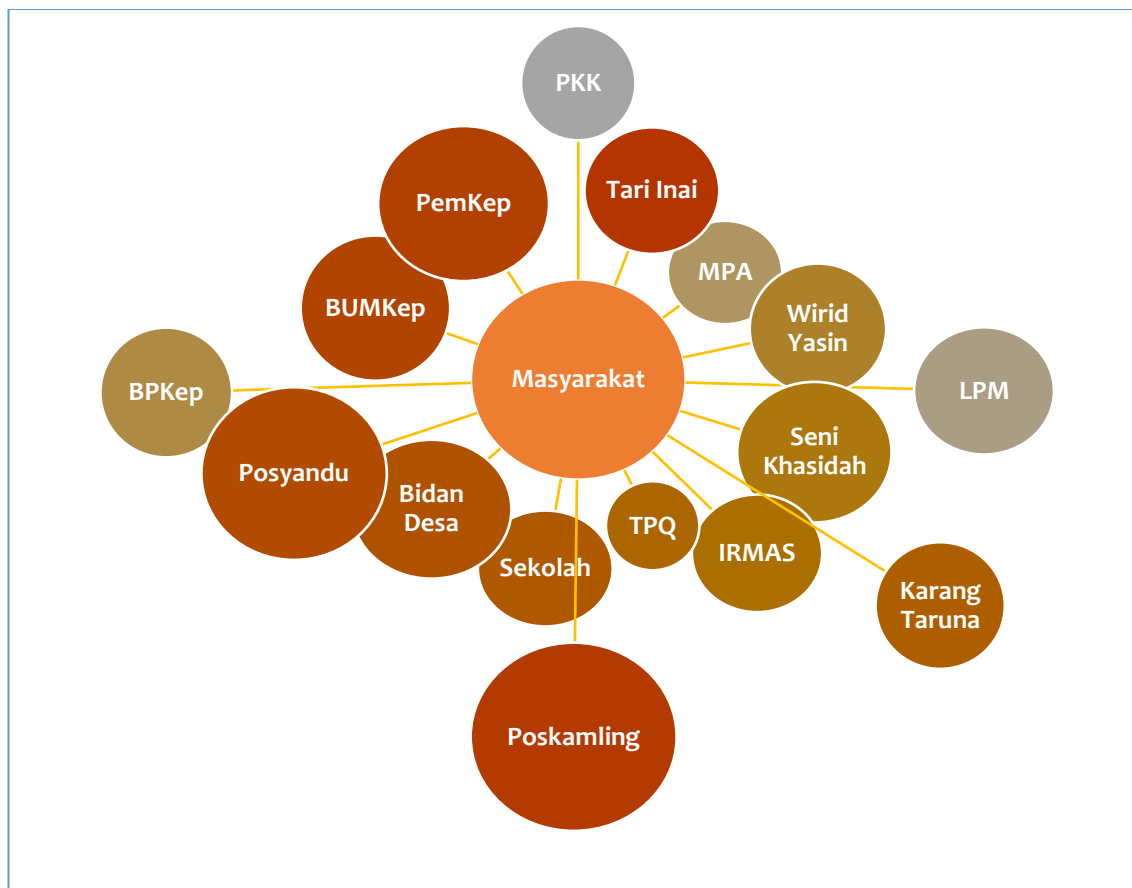 PKK
Tari Inai
PemKep
MPA
BUMKep
Wirid
Yasin
Masyarakat
BPKep
LPM
Seni
Khasidah
Posyandu
Bidan
Desa
TPQ
IRMAS
Sekolah
Karang
Taruna
Poskamling